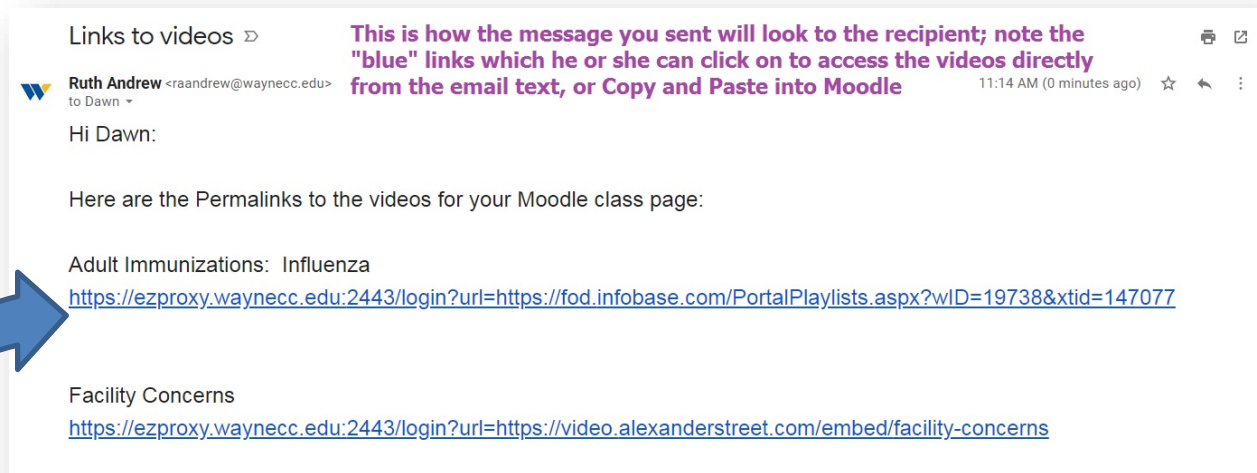 Links to videos
This is how the message you sent will look to the recipient; note the
"blue" links which he or she can click on to access the videos directly
from the email text, or Copy and Paste into Moodle
Ruth Andrew <raandrew@waynecc.edu>
11:14 AM (0 minutes ago)
to Dawn
Hi Dawn:
Here are the Permalinks to the videos for your Moodle class page:
Adult Immunizations:  Influenza
https://ezproxy.waynecc.edu:2443/login?url=https://fod.infobase.com/PortalPlaylists.aspx?wID=19738&xtid=147077
Facility Concerns
https://ezproxy.waynecc.edu:2443/login?url=https://video.alexanderstreet.com/embed/facility-concerns